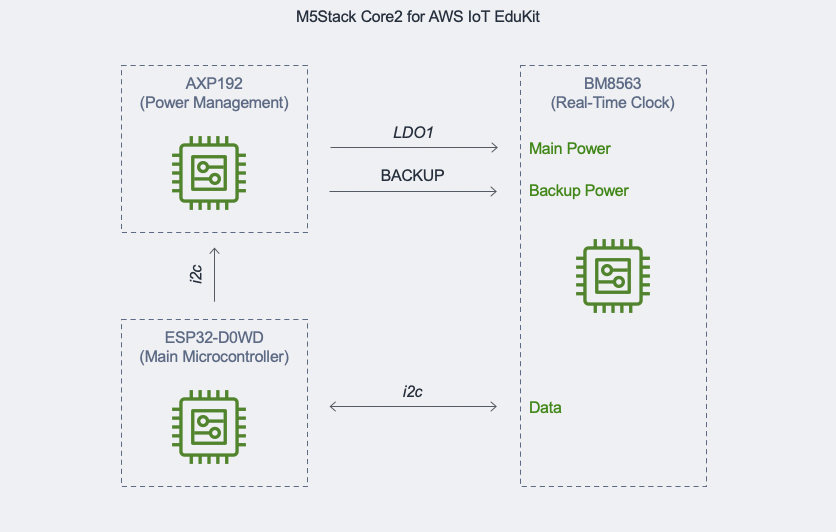 M5Stack Core2 for AWS IoT EduKit
AXP192
(Power Management)
BM8563
(Real-Time Clock)
LDO1
Main Power
BACKUP
Backup Power
i2c
ESP32-D0WD
(Main Microcontroller)
i2c
Data